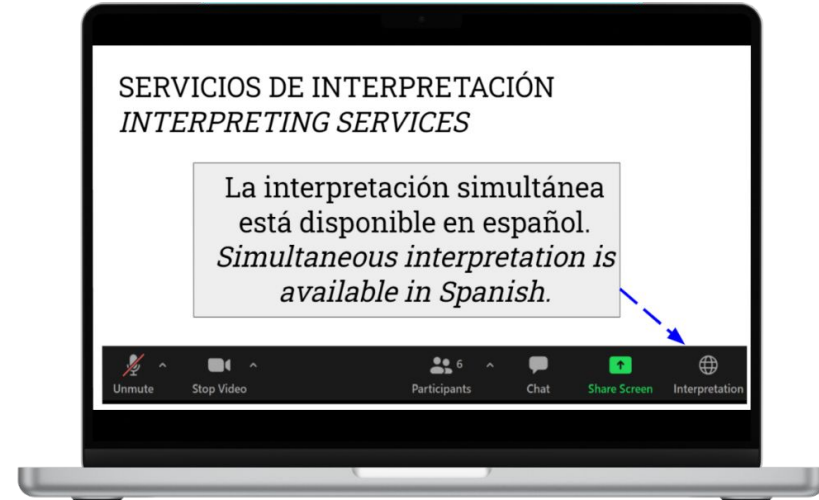 SERVICIOS DE INTERPRETACIÓN
INTERPRETING SERVICES
La interpretación simultánea
está disponible en español.
Simultaneous interpretation is
available in Spanish.
6
Unmute Stop Video Participants Chat Share Screen Interpretation